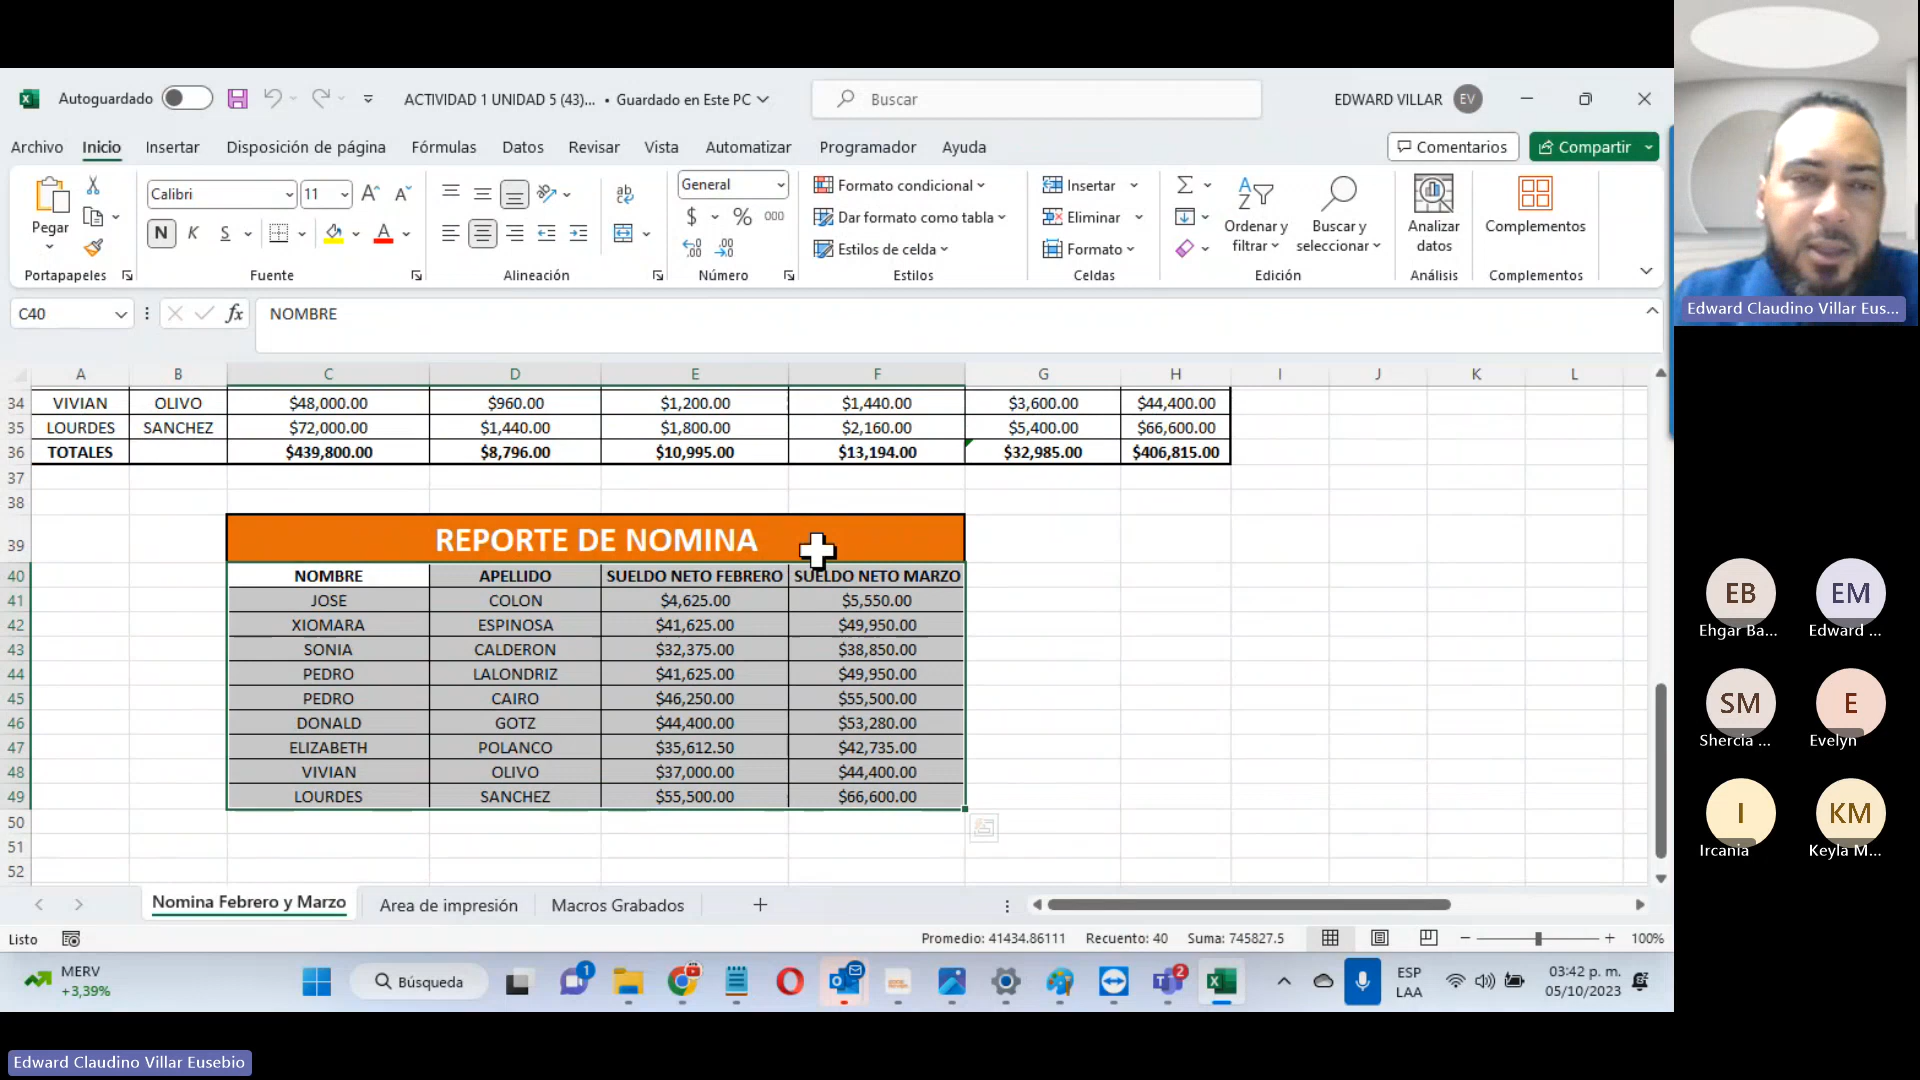 Autoguardado
ACTIVIDAD 1 UNIDAD 5 (43)... • Guardado en Este PC
Buscar
EDWARD VILLAR EV
Archivo Inicio Insertar Disposición de página Fórmulas Datos Revisar Vista Automatizar Programador Ayuda Comentarios Compartir
Pegar
Portapapeles
Calibri 11
N K S
Fuente
Alineación
General
$ % 000
Número
Formato condicional
Dar formato como tabla
Estilos de celda
Estilos
Insertar
Eliminar
Formato
Celdas
Ordenar y filtrar
Buscar y seleccionar
Edición
Analizar datos
Análisis
Complementos
Complementos
C40 fx NOMBRE
A B C D E F G H I J K L
34 VIVIAN OLIVO $48,000.00 $960.00 $1,200.00 $1,440.00 $3,600.00 $44,400.00
35 LOURDES SANCHEZ $72,000.00 $1,440.00 $1,800.00 $2,160.00 $5,400.00 $66,600.00
36 TOTALES $439,800.00 $8,796.00 $10,995.00 $13,194.00 $32,985.00 $406,815.00
37
38
39 REPORTE DE NOMINA
40 NOMBRE APELLIDO SUELDO NETO FEBRERO SUELDO NETO MARZO
41 JOSE COLON $4,625.00 $5,550.00
42 XIOMARA ESPINOSA $41,625.00 $49,950.00
43 SONIA CALDERON $32,375.00 $38,850.00
44 PEDRO LALONDRIZ $41,625.00 $49,950.00
45 PEDRO CAIRO $46,250.00 $55,500.00
46 DONALD GOTZ $44,400.00 $53,280.00
47 ELIZABETH POLANCO $35,612.50 $42,735.00
48 VIVIAN OLIVO $37,000.00 $44,400.00
49 LOURDES SANCHEZ $55,500.00 $66,600.00
50
51
52
Nomina Febrero y Marzo Area de impresión Macros Grabados
Listo Promedio: 41434.86111 Recuento: 40 Suma: 745827.5 100%
MERV
+3,39%
Búsqueda
1
2
ESP
LAA
03:42 p. m.
05/10/2023
Edward Claudino Villar Eusebio
Edward Claudino Villar Eus...
EB EM
Ehgar Ba... Edward ...
SM E
Shercia ... Evelyn
I KM
Ircania Keyla M...